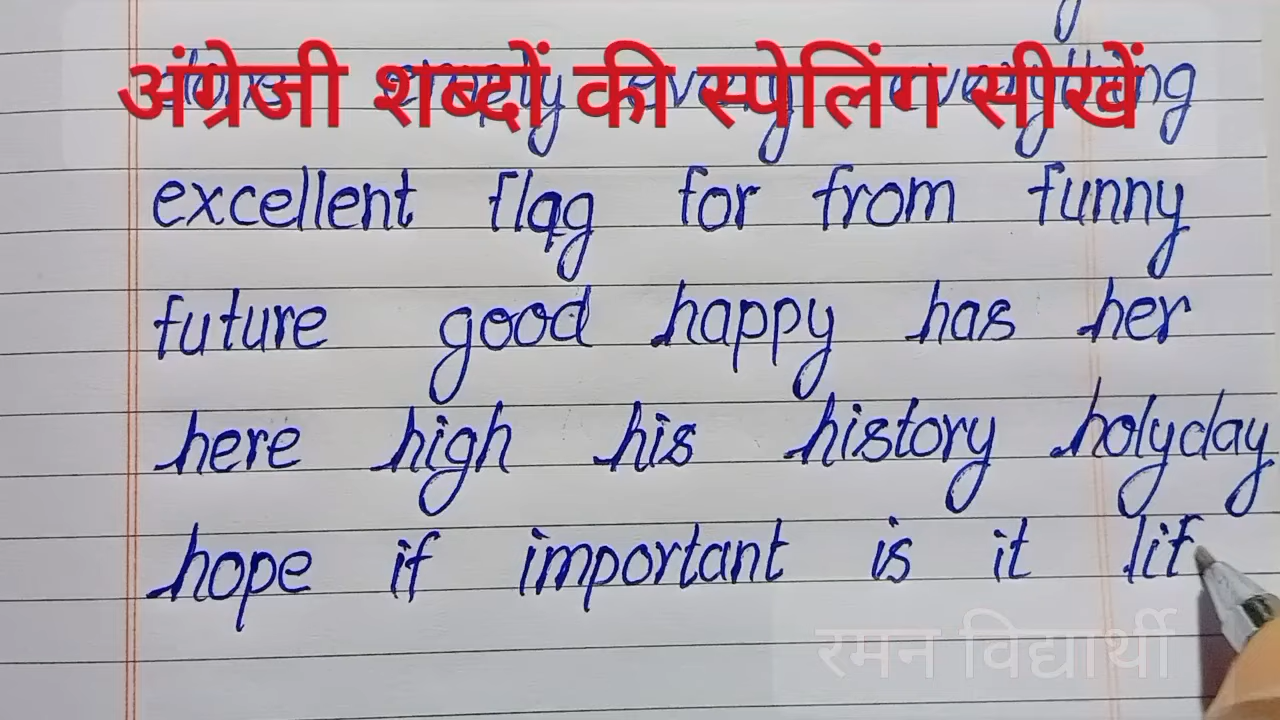 अंग्रेजी शब्दों की स्पेलिंग सीखें
excellent flag for from funny
future good happy has her
here high his history holyday
hope if important is it lif
रमन विद्यार्थी